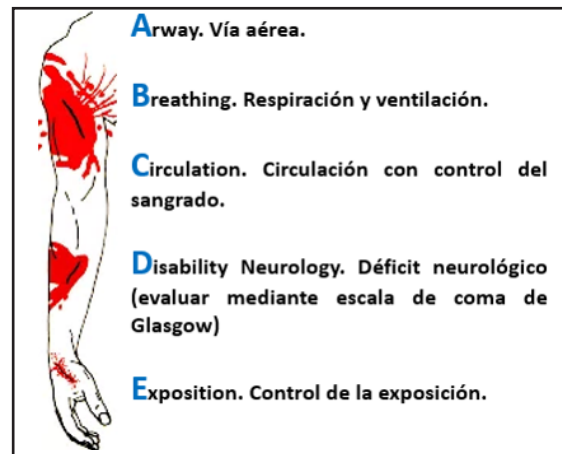 Arway. Vía aérea.
Breathing. Respiración y ventilación.
Circulation. Circulación con control del
sangrado.
Disability Neurology. Déficit neurológico
(evaluar mediante escala de coma de
Glasgow)
Exposition. Control de la exposición.